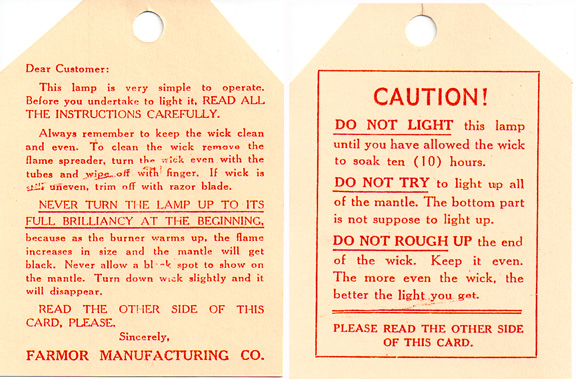 Dear Customer:
This lamp is very simple to operate.
Before you undertake to light it, READ ALL
THE INSTRUCTIONS CAREFULLY.
Always remember to keep the wick clean
and even. To clean the wick remove the
flame spreader, turn the wick even with the
tubes and wipe off with finger. If wick is
still uneven, trim off with razor blade.
NEVER TURN THE LAMP UP TO ITS
FULL BRILLIANCY AT THE BEGINNING,
because as the burner warms up, the flame
increases in size and the mantle will get
black. Never allow a black spot to show on
the mantle. Turn down wick slightly and it
will disappear.
READ THE OTHER SIDE OF THIS
CARD, PLEASE.
Sincerely,
FARMOR MANUFACTURING CO.
CAUTION!
DO NOT LIGHT this lamp
until you have allowed the wick
to soak ten (10) hours.
DO NOT TRY to light up all
of the mantle. The bottom part
is not suppose to light up.
DO NOT ROUGH UP the end
of the wick. Keep it even.
The more even the wick, the
better the light you get.
PLEASE READ THE OTHER SIDE
OF THIS CARD.